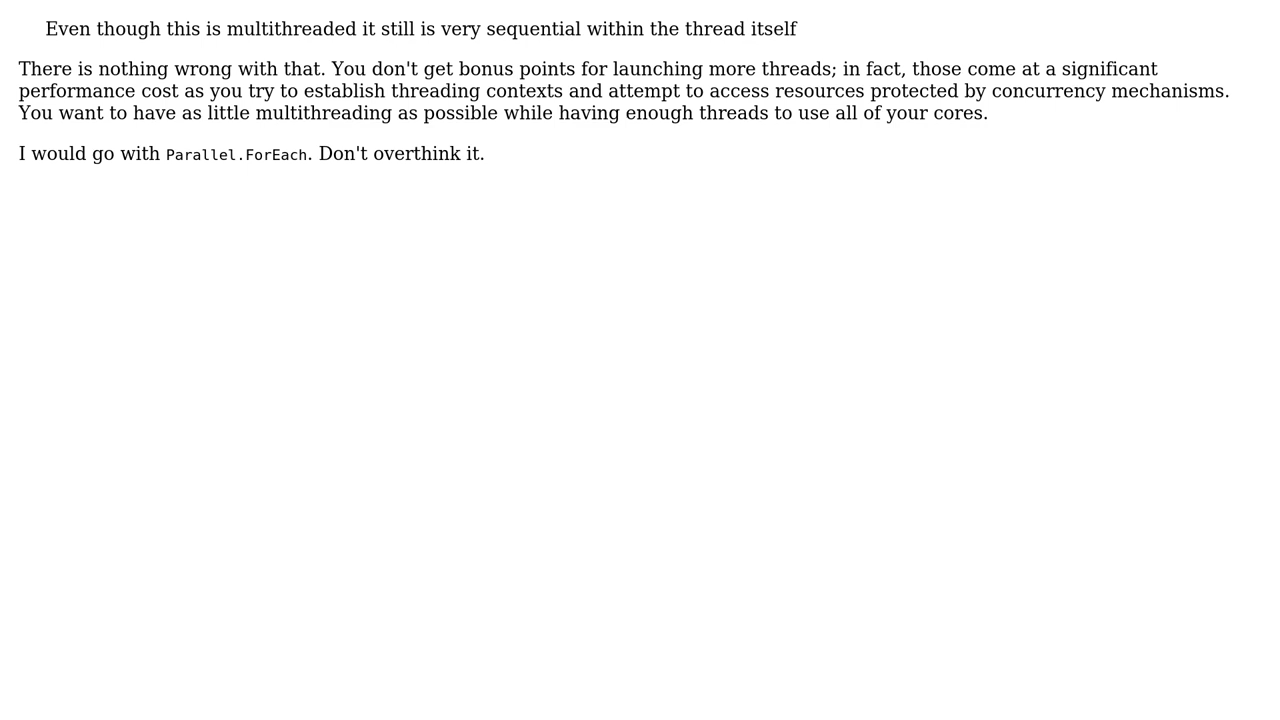 Even though this is multithreaded it still is very sequential within the thread itself
There is nothing wrong with that. You don't get bonus points for launching more threads; in fact, those come at a significant
performance cost as you try to establish threading contexts and attempt to access resources protected by concurrency mechanisms.
You want to have as little multithreading as possible while having enough threads to use all of your cores.
I would go with Parallel.ForEach. Don't overthink it.